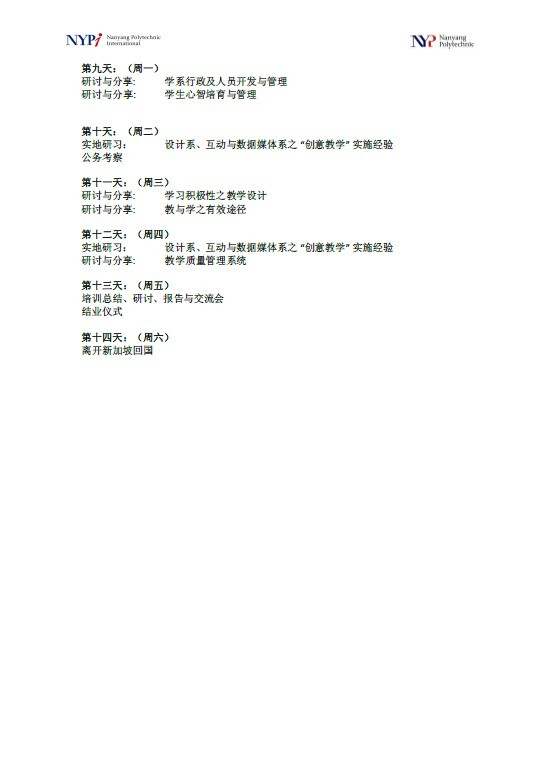 NYPi Nanyang Polytechnic International
NYP Nanyang Polytechnic
第九天：（周一）
研讨与分享: 学系行政及人员开发与管理
研讨与分享: 学生心智培育与管理
第十天：（周二）
实地研习： 设计系、互动与数据媒体系之 “创意教学” 实施经验
公务考察
第十一天：（周三）
研讨与分享: 学习积极性之教学设计
研讨与分享: 教与学之有效途径
第十二天：（周四）
实地研习： 设计系、互动与数据媒体系之 “创意教学” 实施经验
研讨与分享: 教学质量管理系统
第十三天：（周五）
培训总结、研讨、报告与交流会
结业仪式
第十四天：（周六）
离开新加坡回国